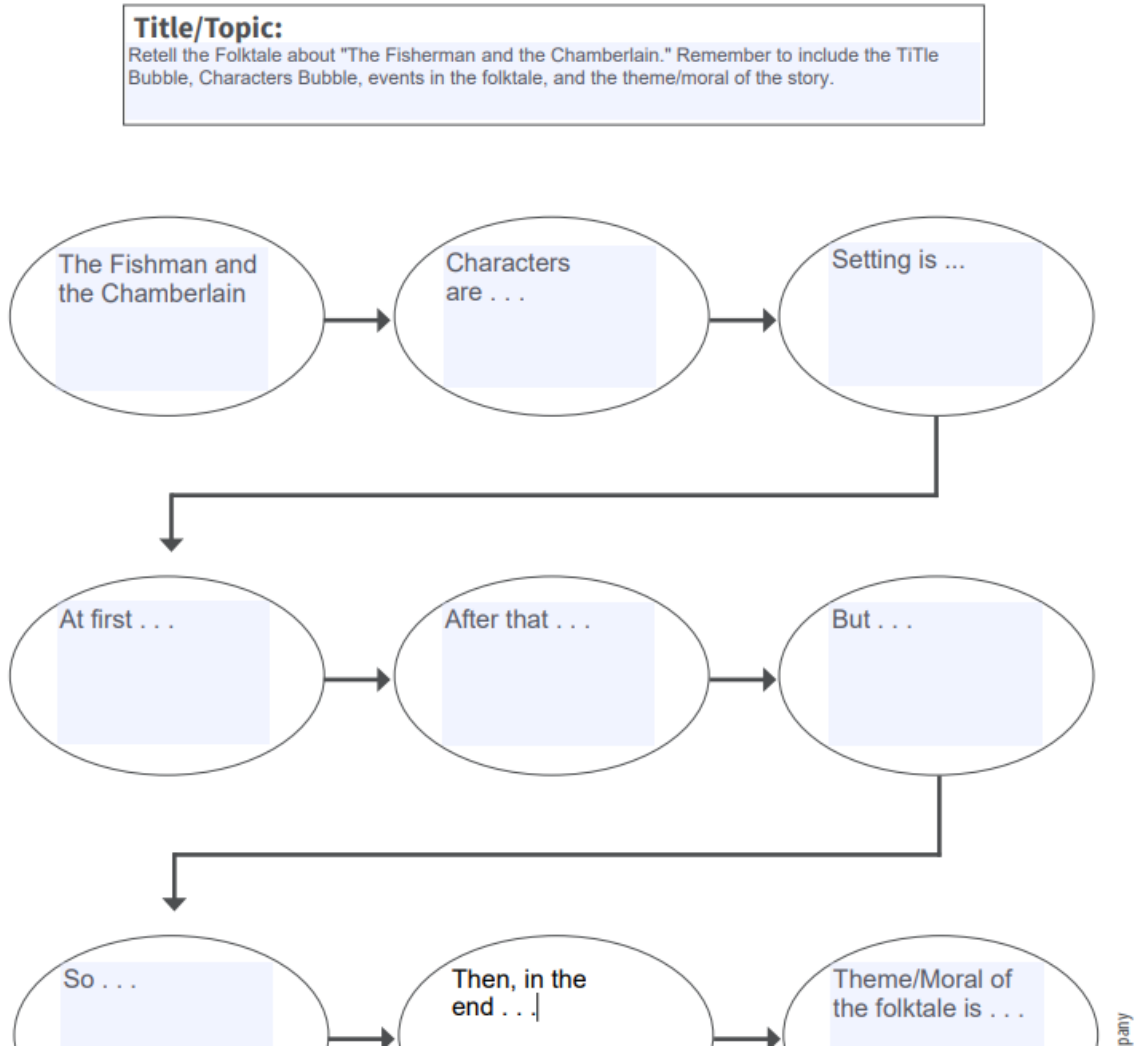 Title/Topic:
Retell the Folktale about "The Fisherman and the Chamberlain." Remember to include the TiTle
Bubble, Characters Bubble, events in the folktale, and the theme/moral of the story.
The Fishman and
the Chamberlain
Characters
are . . .
Setting is ...
At first . . .
After that . . .
But . . .
So . . .
Then, in the
end . . .
Theme/Moral of
the folktale is . . .